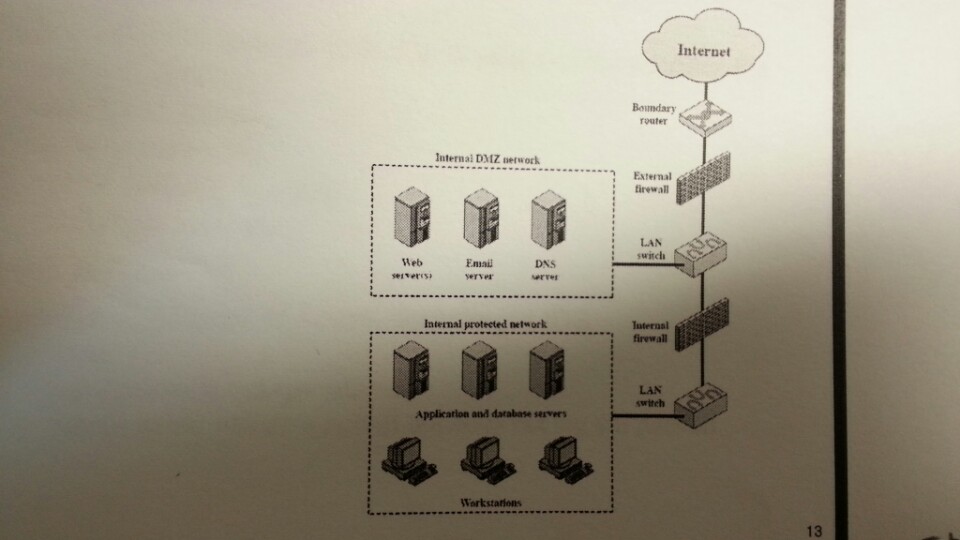 Internet
Boundary
router
Internal DMZ network
External
firewall
LAN
switch
Web
server(s)
Email
server
DNS
server
Internal protected network
Internal
firewall
LAN
switch
Application and database servers
Workstations
13